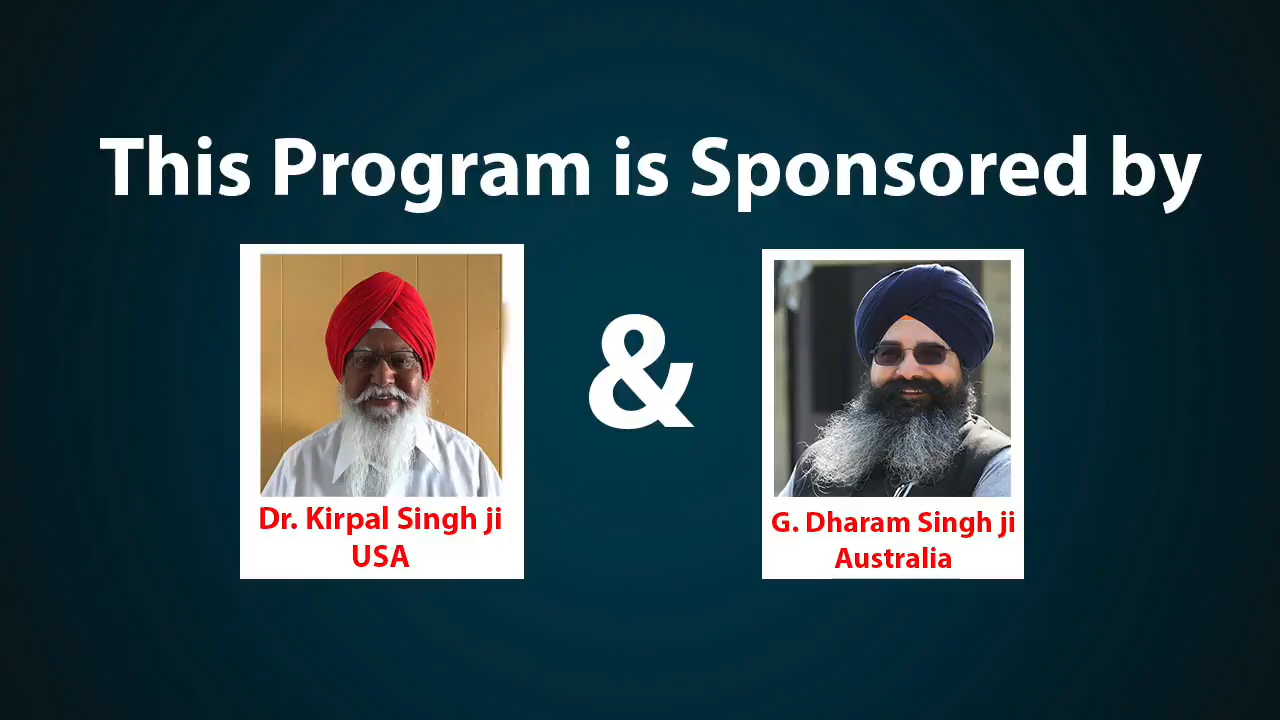 This Program is Sponsored by
&
Dr. Kirpal Singh ji
USA
G. Dharam Singh ji
Australia